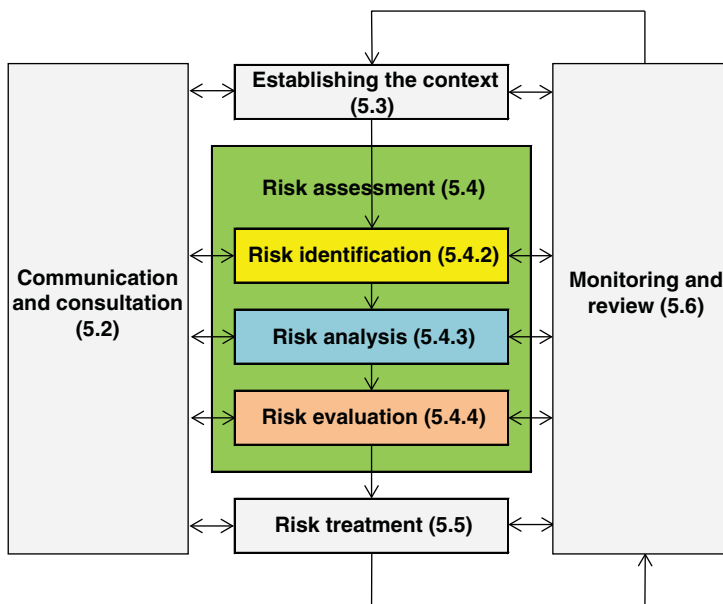 Establishing the context
(5.3)
Risk assessment (5.4)
Risk identification (5.4.2)
Communication
and consultation
(5.2)
Monitoring and
review (5.6)
Risk analysis (5.4.3)
Risk evaluation (5.4.4)
Risk treatment (5.5)